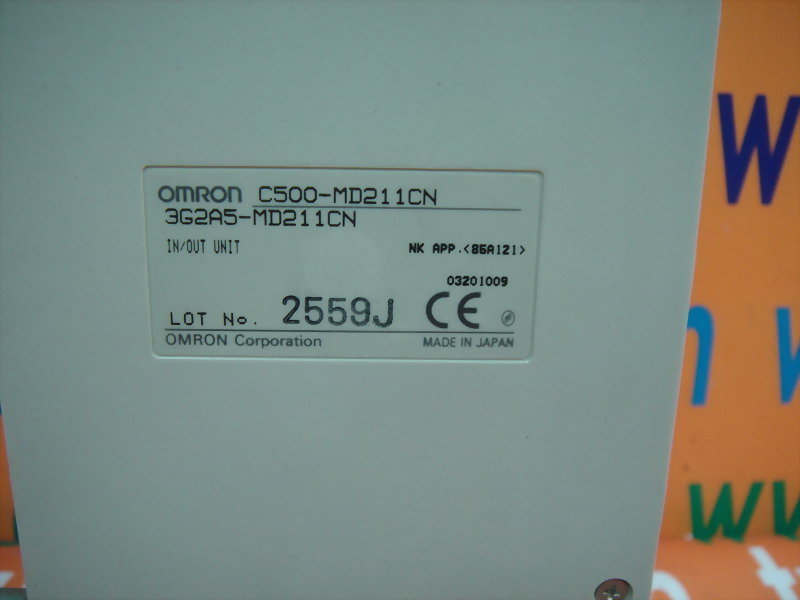 OMRON C500-MD211CN
3G2A5-MD211CN
IN/OUT UNIT NK APP.<85A121>
03201009
LOT No. 2559J CE
OMRON Corporation MADE IN JAPAN
W
W
W